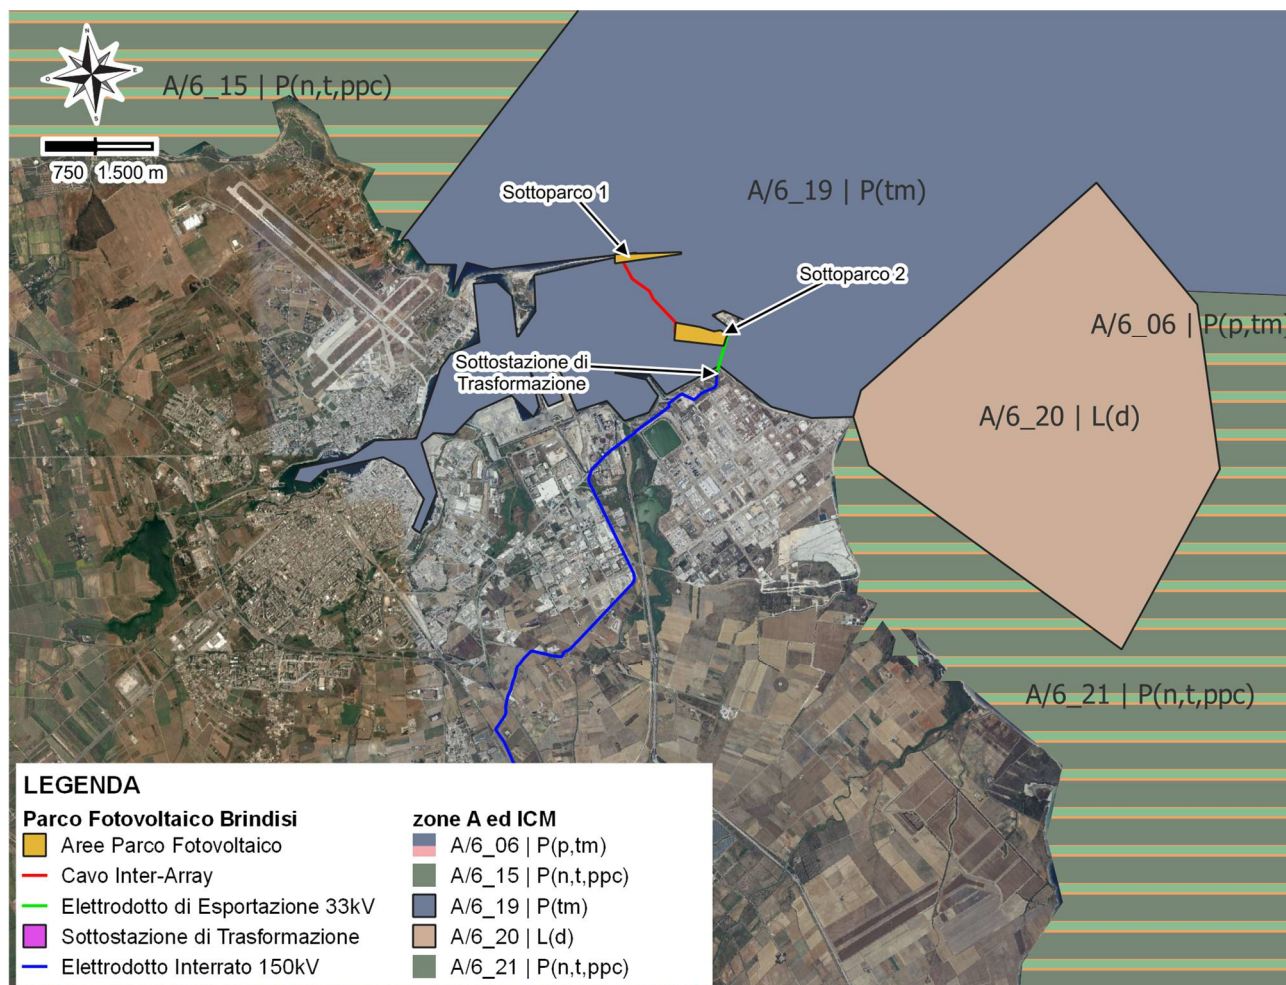 N
O
E
S
A/6_15 | P(n,t,ppc)
750 1.500 m
Sottoparco 1
A/6_19 | P(tm)
Sottoparco 2
A/6_06 | P(p,tm)
Sottostazione di
Trasformazione
A/6_20 | L(d)
A/6_21 | P(n,t,ppc)
LEGENDA
Parco Fotovoltaico Brindisi
Aree Parco Fotovoltaico
Cavo Inter-Array
Elettrodotto di Esportazione 33kV
Sottostazione di Trasformazione
Elettrodotto Interrato 150kV
zone A ed ICM
A/6_06 | P(p,tm)
A/6_15 | P(n,t,ppc)
A/6_19 | P(tm)
A/6_20 | L(d)
A/6_21 | P(n,t,ppc)